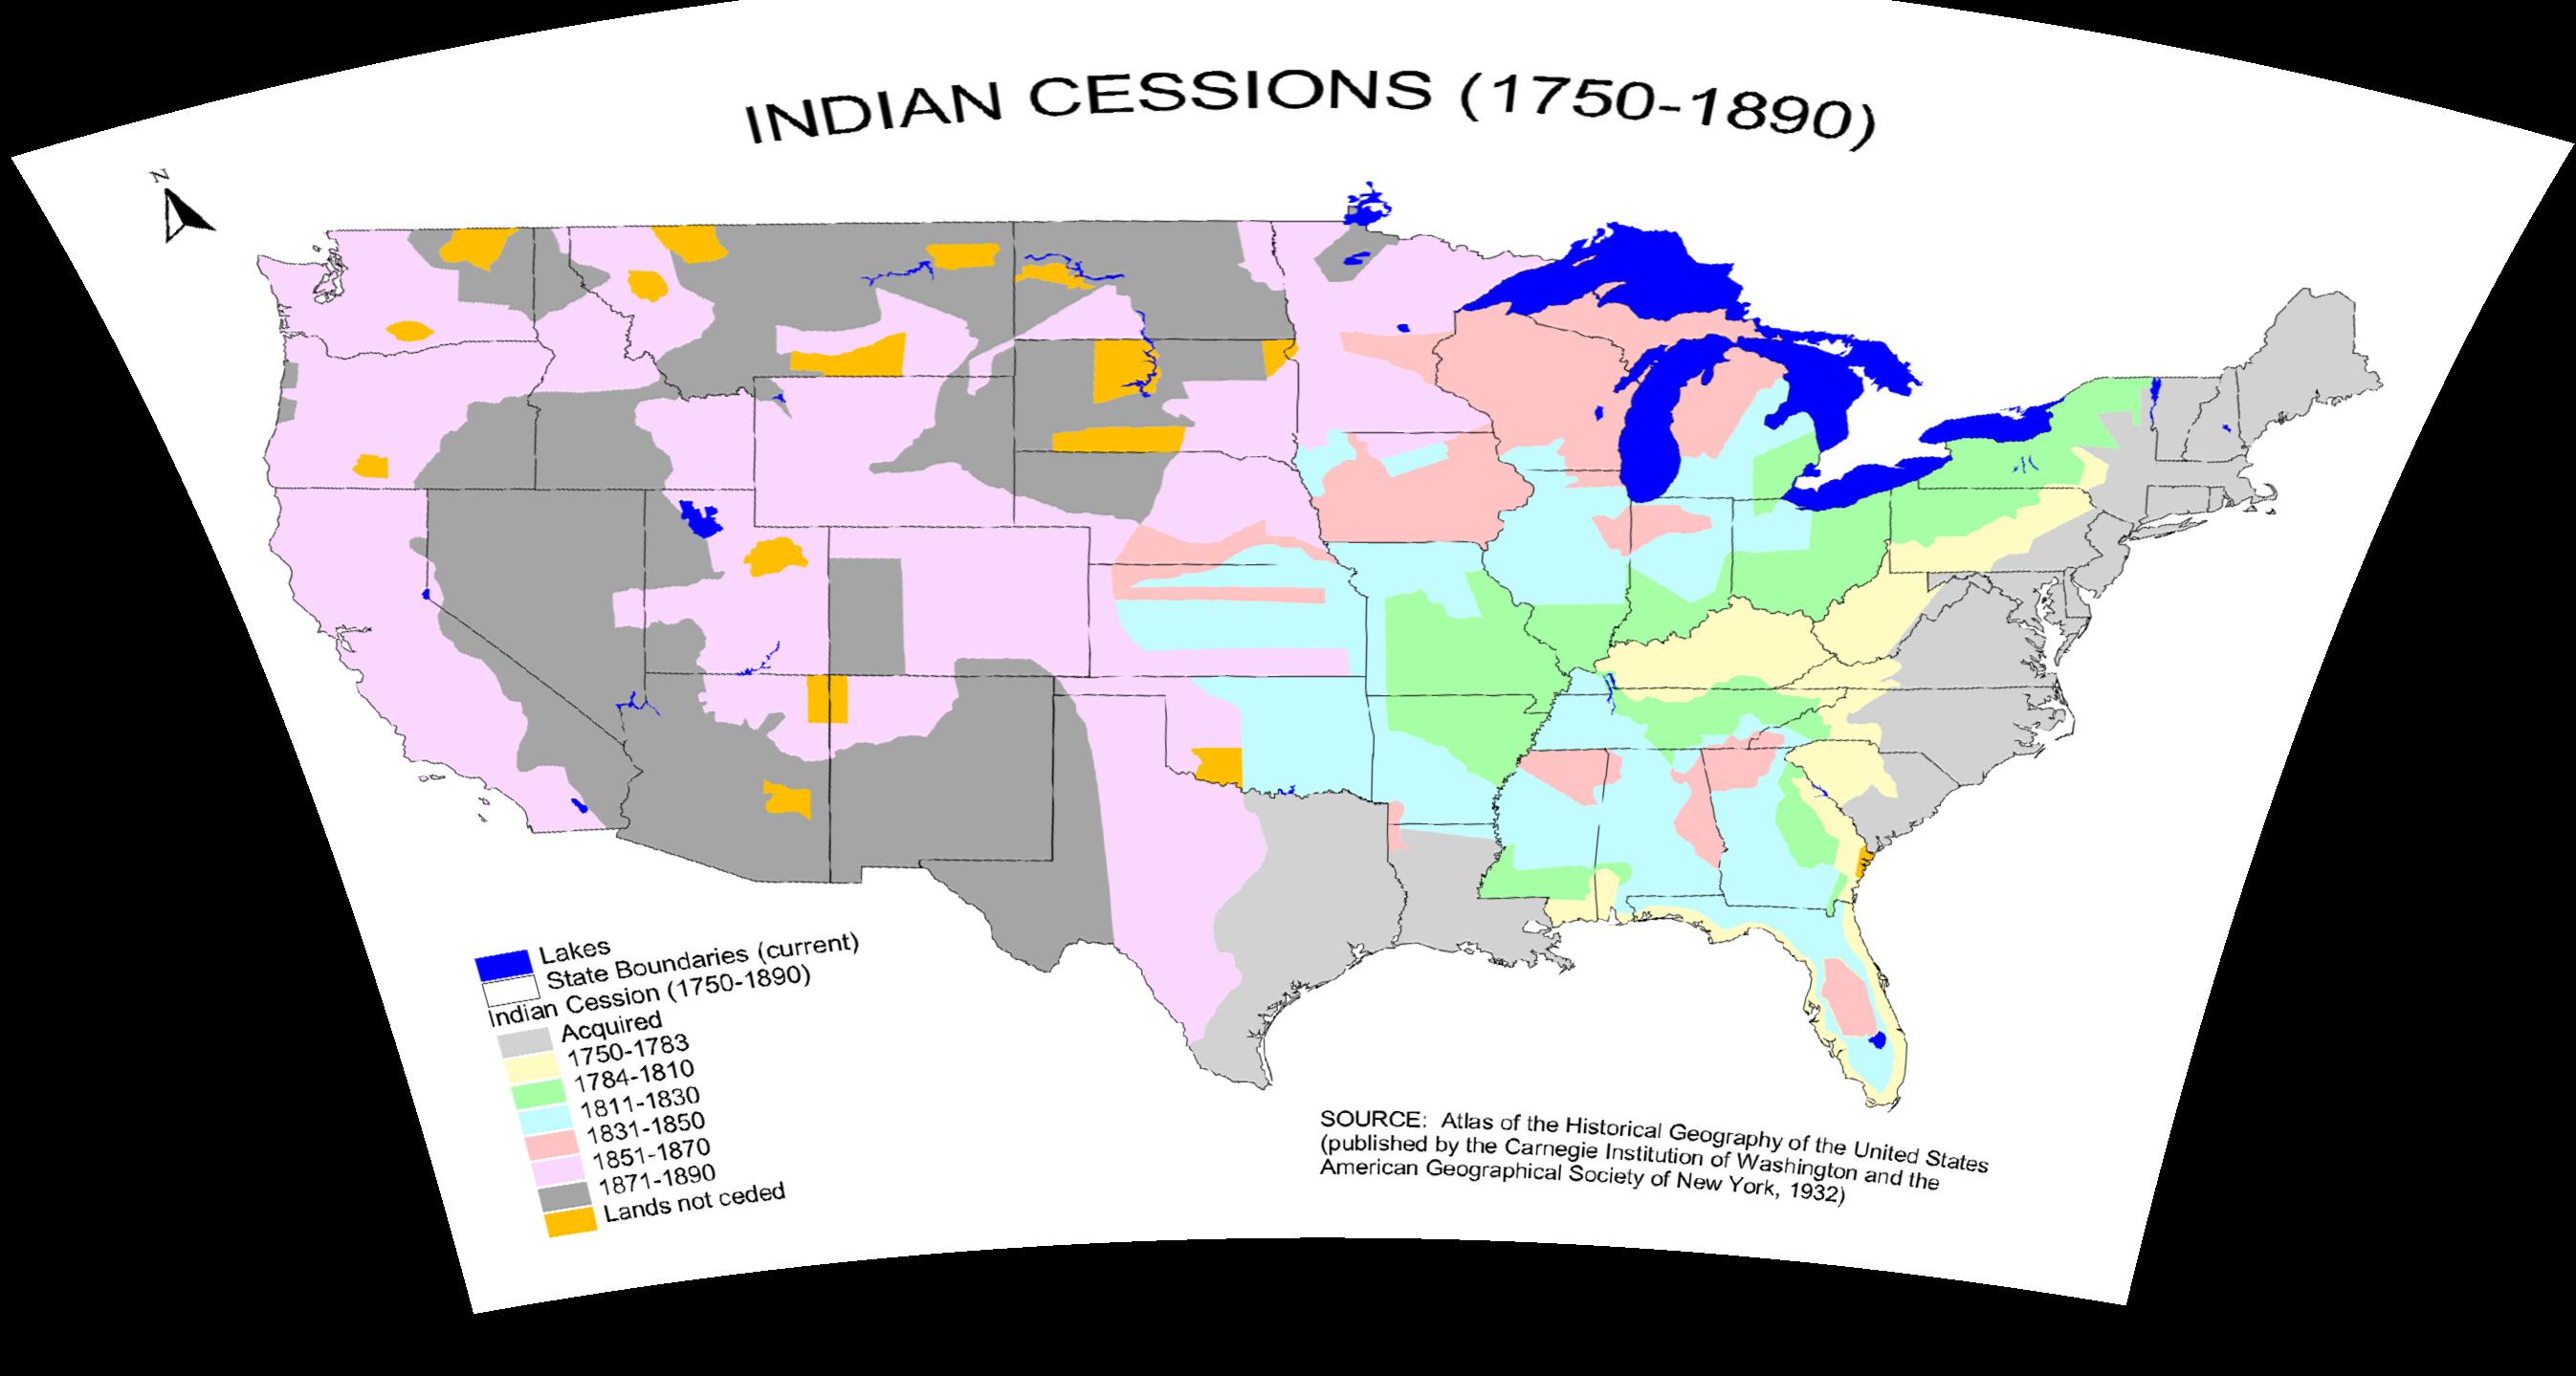 INDIAN CESSIONS (1750-1890)
N
Lakes
State Boundaries (current)
Indian Cession (1750-1890)
Acquired
1750-1783
1784-1810
1811-1830
1831-1850
1851-1870
1871-1890
Lands not ceded
SOURCE: Atlas of the Historical Geography of the United States
(published by the Carnegie Institution of Washington and the
American Geographical Society of New York, 1932)